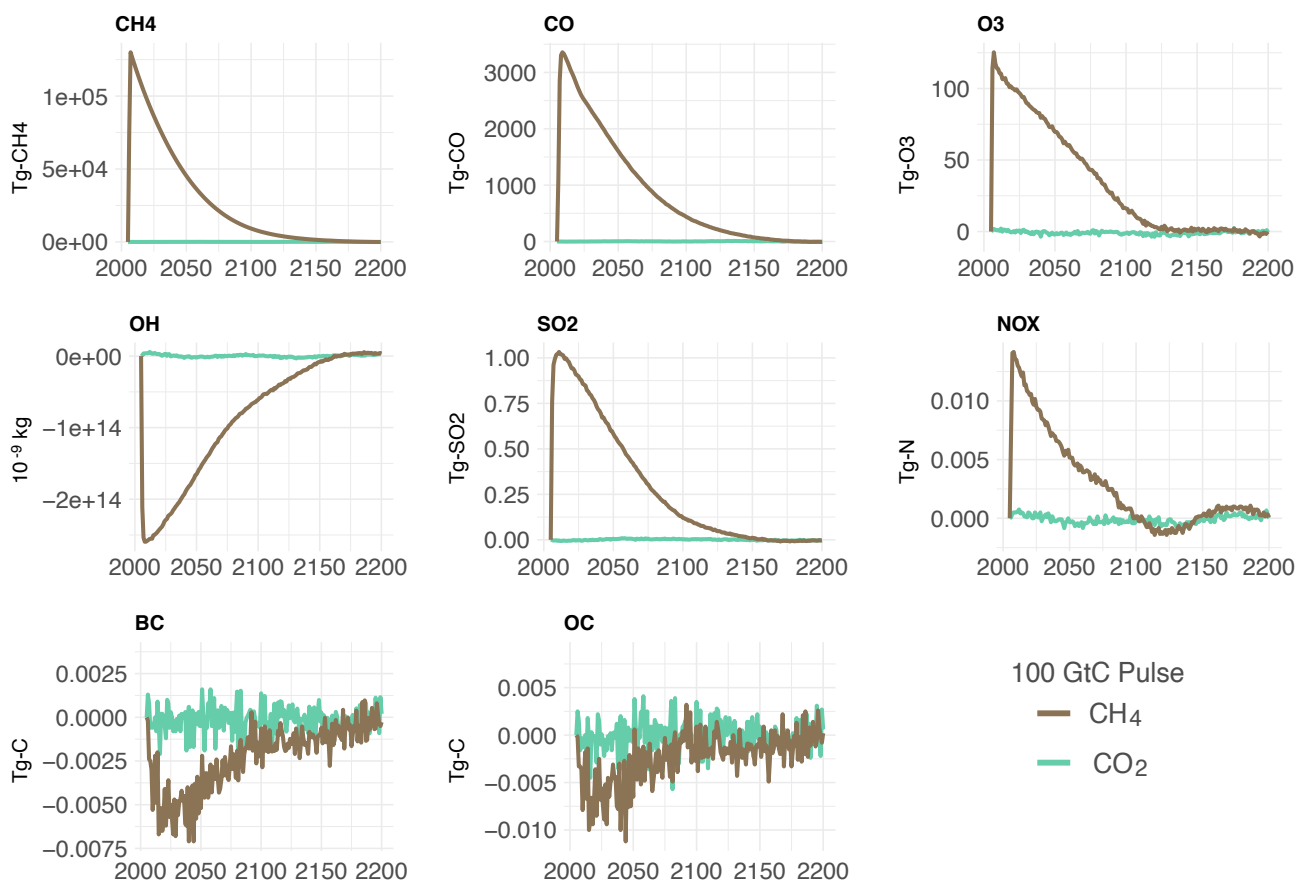 CH4
CO
O3
Tg-CH4
1e+05
5e+04
0e+00
2000 2050 2100 2150 2200
Tg-CO
3000
2000
1000
0
2000 2050 2100 2150 2200
Tg-O3
100
50
0
2000 2050 2100 2150 2200
OH
SO2
NOX
10⁻⁹ kg
0e+00
−1e+14
−2e+14
2000 2050 2100 2150 2200
Tg-SO2
1.00
0.75
0.50
0.25
0.00
2000 2050 2100 2150 2200
Tg-N
0.010
0.005
0.000
2000 2050 2100 2150 2200
BC
OC
Tg-C
0.0025
0.0000
−0.0025
−0.0050
−0.0075
2000 2050 2100 2150 2200
Tg-C
0.005
0.000
−0.005
−0.010
2000 2050 2100 2150 2200
100 GtC Pulse
CH₄
CO₂